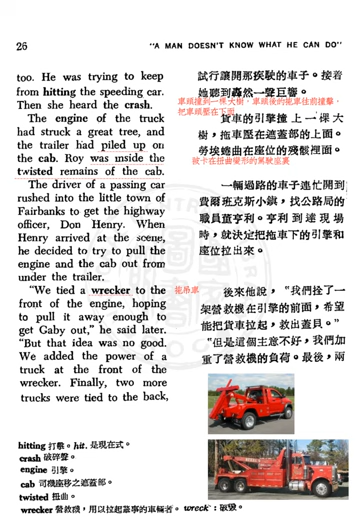 26
"A MAN DOESN'T KNOW WHAT HE CAN DO"
too. He was trying to keep
from hitting the speeding car.
Then she heard the crash.
The engine of the truck
had struck a great tree, and
the trailer had piled up on
the cab. Roy was inside the
twisted remains of the cab.
The driver of a passing car
rushed into the little town of
Fairbanks to get the highway
officer, Don Henry. When
Henry arrived at the scene,
he decided to try to pull the
engine and the cab out from
under the trailer.
"We tied a wrecker to the
front of the engine, hoping
to pull it away enough to
get Gaby out," he said later.
"But that idea was no good.
We added the power of a
truck at the front of the
wrecker. Finally, two more
trucks were tied to the back,
試行讓開那疾駛的車子。接着
她聽到轟然一聲巨響。
車頭撞到一棵大樹，車頭後的拖車往前撞擊，
把車頭壓在下面
貨車的引擎撞上一棵大
樹，拖車壓在遮蓋部的上面。
勞埃蜷曲在座位的殘骸裡面。
被卡在扭曲變形的駕駛座裏
一輛過路的車子連忙開到
費爾班克斯小鎮，找公路局的
職員董亨利。亨利到達現場
時，就決定把拖車下的引擎和
座位拉出來。
拖吊車
後來他說，"我們拴了一
架營救機在引擎的前面，希望
能把貨車拉起，救出蓋貝。"
"但是這個主意不好，我們加
重了營救機的負荷。最後，兩
hitting 打擊。hit. 是現在式。
crash 破碎聲。
engine 引擎。
cab 司機座移之遮蓋部。
twisted 扭曲。
wrecker 營救機，用以拉起肇事的車輛者。 wreck：破毀。